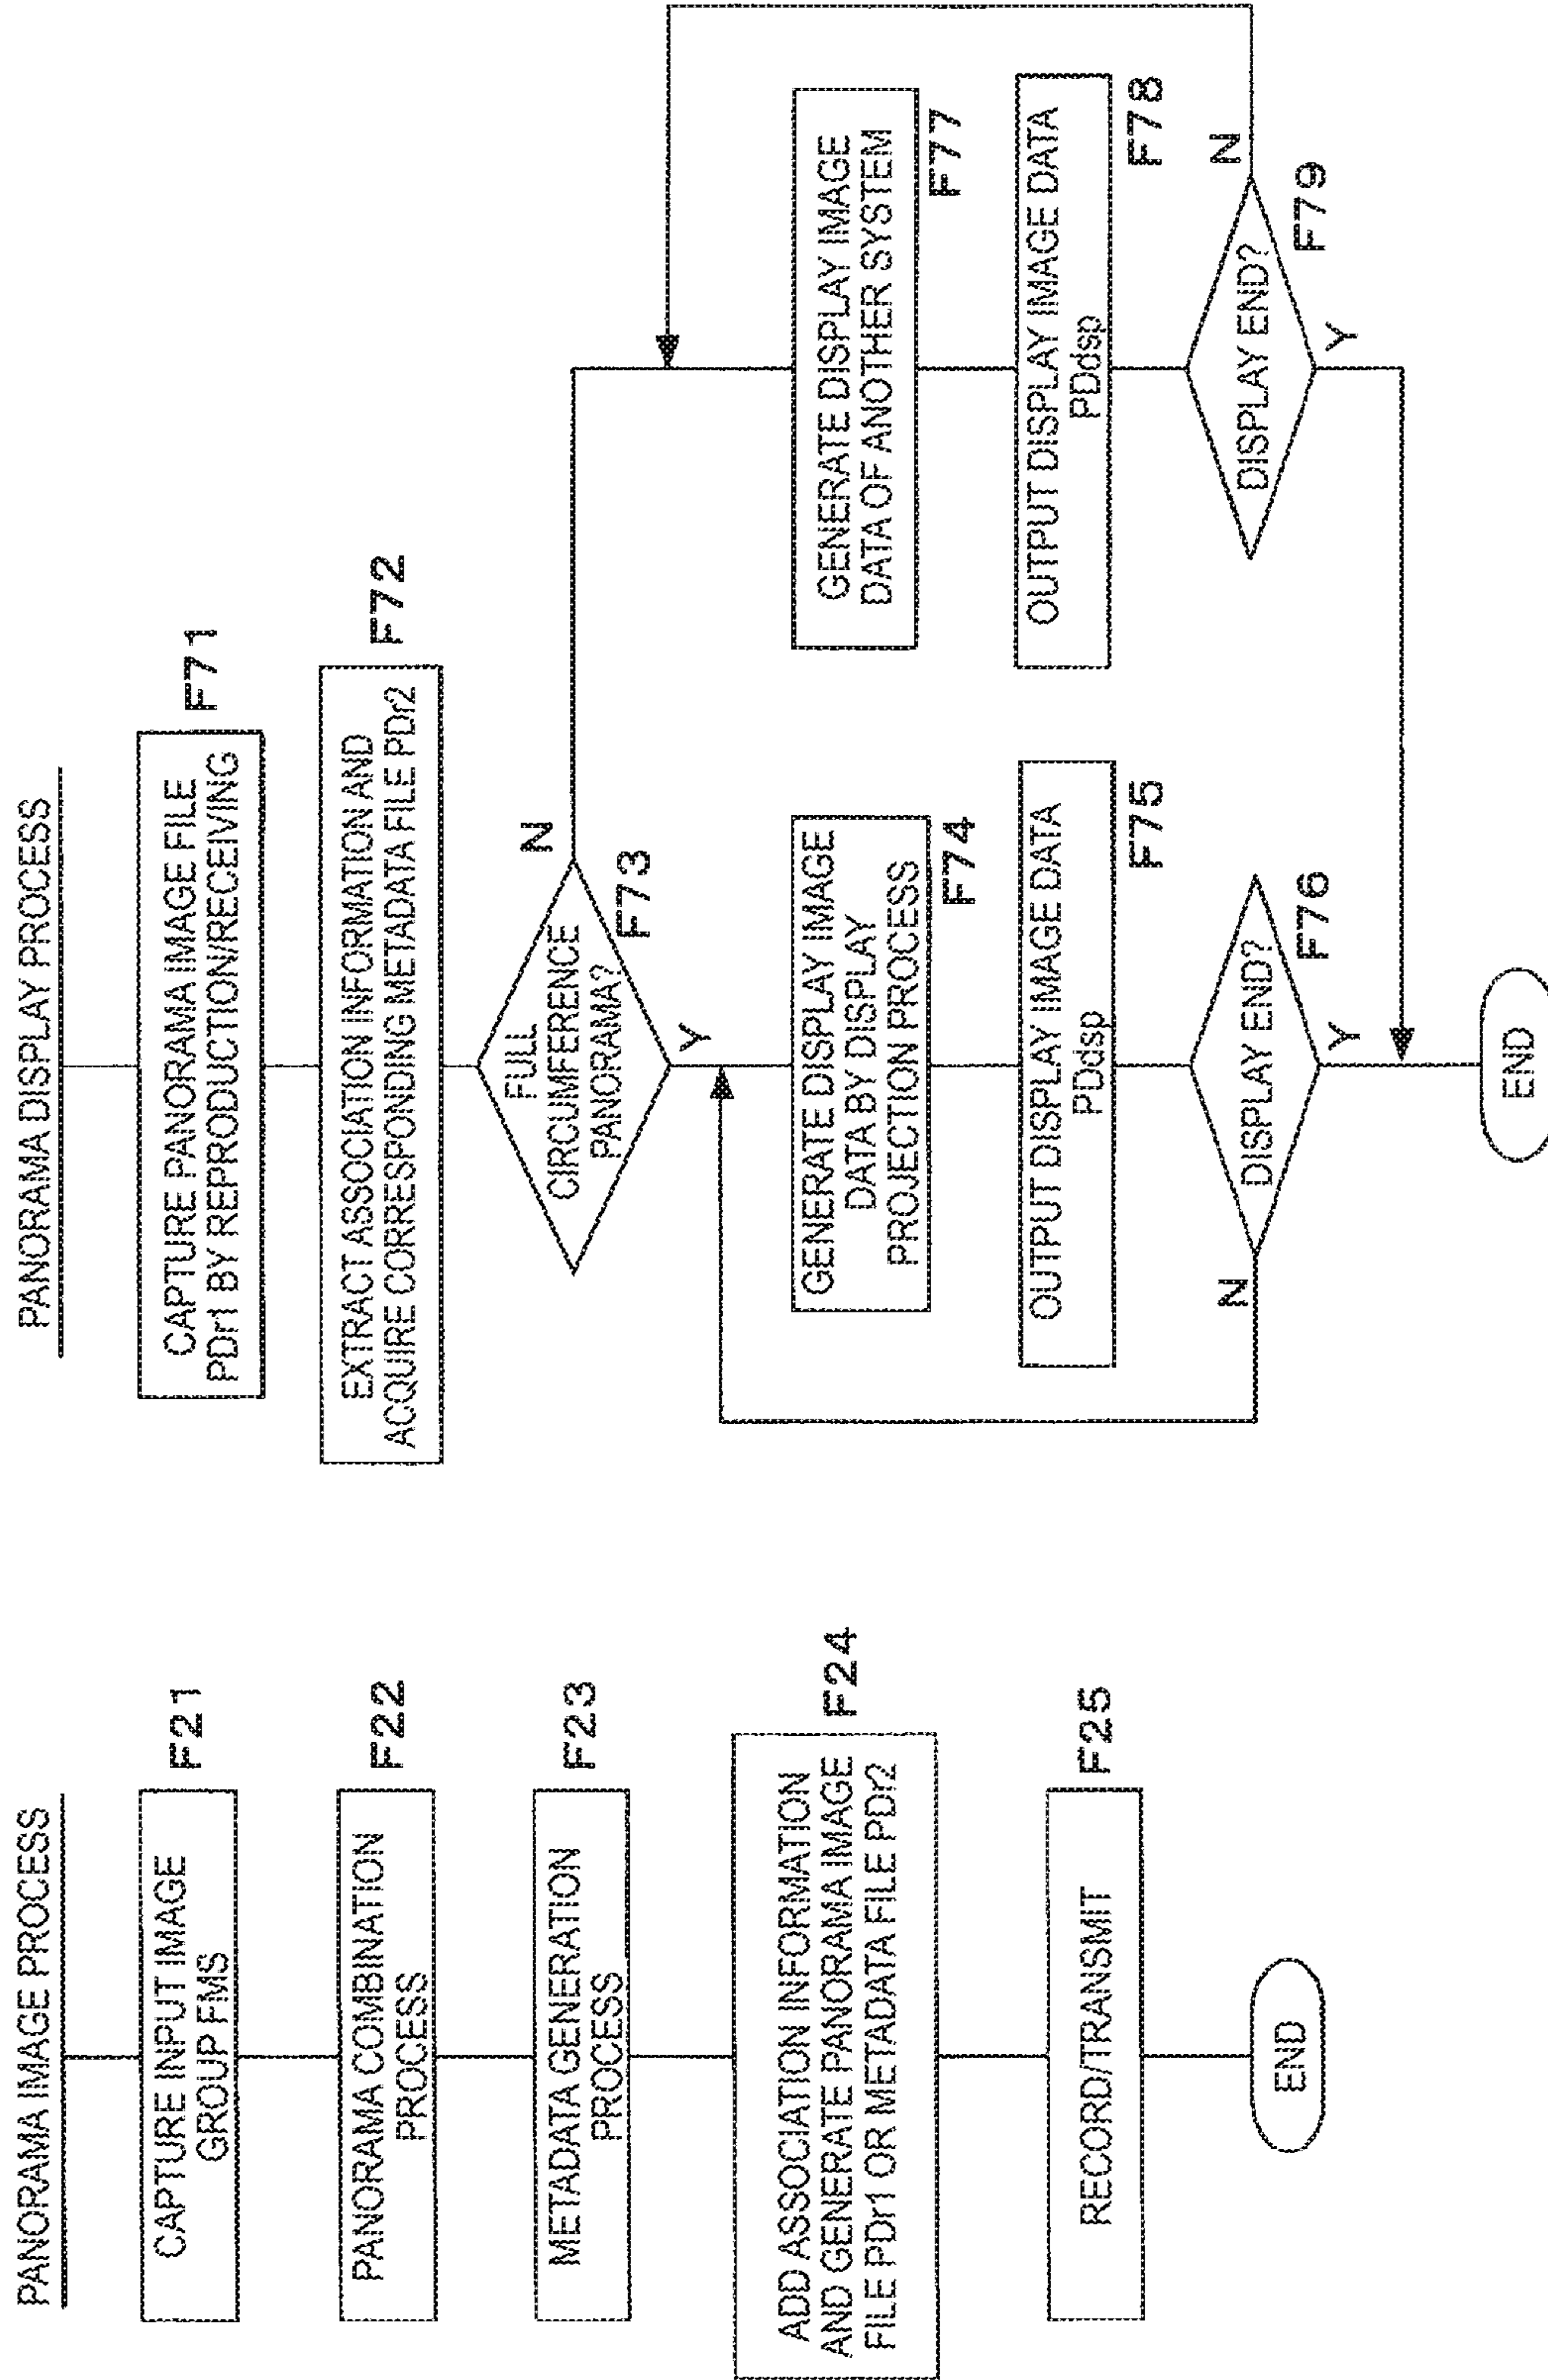 PANORAMA IMAGE PROCESS
CAPTURE INPUT IMAGE
GROUP FMS
F21
PANORAMA COMBINATION
PROCESS
F22
METADATA GENERATION
PROCESS
F23
ADD ASSOCIATION INFORMATION
AND GENERATE PANORAMA IMAGE
FILE PDr1 OR METADATA FILE PDr2
F24
RECORD/TRANSMIT
F25
END
PANORAMA DISPLAY PROCESS
CAPTURE PANORAMA IMAGE FILE
PDr1 BY REPRODUCTION/RECEIVING
F71
EXTRACT ASSOCIATION INFORMATION AND
ACQUIRE CORRESPONDING METADATA FILE PDr2
F72
FULL
CIRCUMFERENCE
PANORAMA?
N
F73
Y
GENERATE DISPLAY IMAGE
DATA BY DISPLAY
PROJECTION PROCESS
F74
OUTPUT DISPLAY IMAGE DATA
PDdsp
F75
DISPLAY END?
N
F76
Y
GENERATE DISPLAY IMAGE
DATA OF ANOTHER SYSTEM
F77
OUTPUT DISPLAY IMAGE DATA
PDdsp
F78
DISPLAY END?
N
F79
Y
END